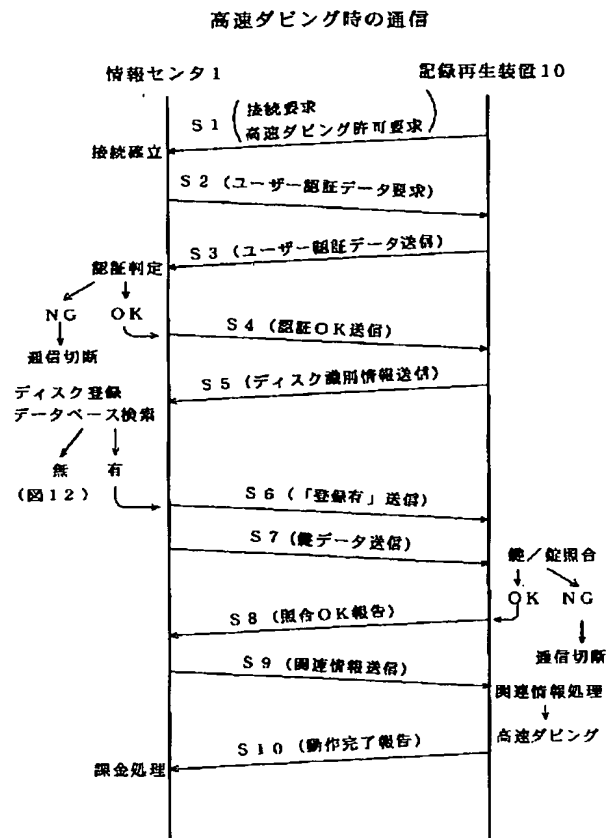 高速ダビング時の通信
情報センタ1
記録再生装置10
S1
接続要求
高速ダビング許可要求
接続確立
S2(ユーザー認証データ要求)
S3(ユーザー認証データ送信)
認証判定
NG OK
S4(認証OK送信)
通信切断
S5(ディスク識別情報送信)
ディスク登録
データベース検索
無 有
(図12)
S6(「登録有」送信)
S7(鍵データ送信)
鍵/錠照合
OK NG
S8(照合OK報告)
通信切断
S9(関連情報送信)
関連情報処理
高速ダビング
S10(動作完了報告)
課金処理